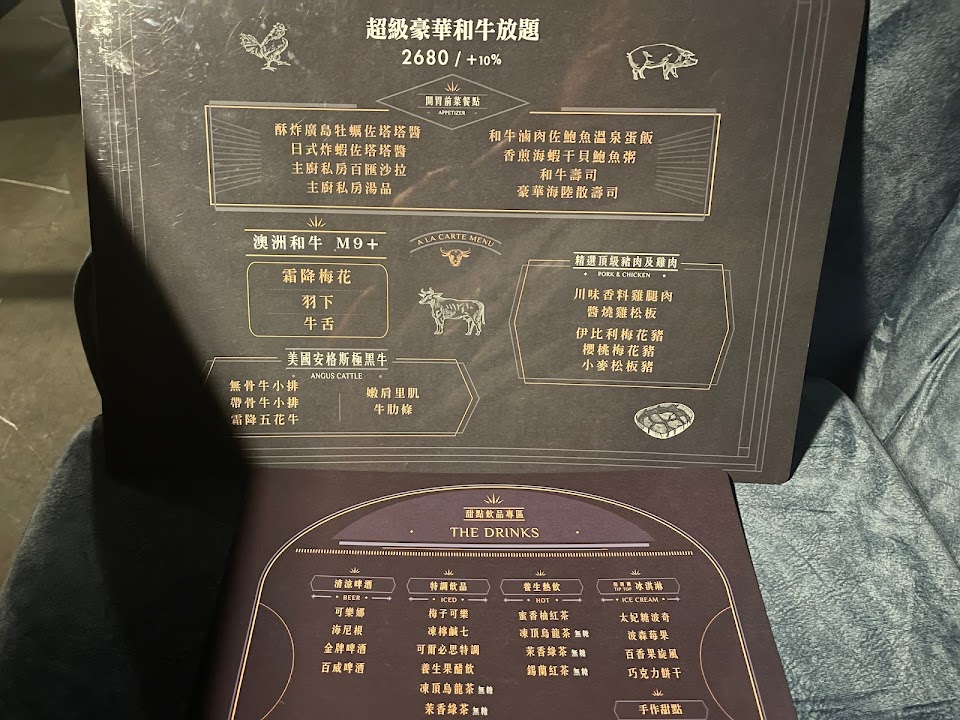 超級豪華和牛放題
2680 / +10%
開胃前菜餐點
APPETIZER
酥炸廣島牡蠣佐塔塔醬
日式炸蝦佐塔塔醬
主廚私房百匯沙拉
主廚私房湯品
和牛滷肉佐鮑魚溫泉蛋飯
香煎海蝦干貝鮑魚粥
和牛壽司
豪華海陸散壽司
澳洲和牛 M9+
霜降梅花
羽下
牛舌
A LA CARTE MENU
精選頂級豬肉及雞肉
PORK & CHICKEN
川味香料雞腿肉
醬燒雞松板
伊比利梅花豬
櫻桃梅花豬
小麥松板豬
美國安格斯極黑牛
ANGUS CATTLE
無骨牛小排
帶骨牛小排
霜降五花牛
嫩肩里肌
牛肋條
甜點飲品專區
THE DRINKS
清涼啤酒
BEER
可樂娜
海尼根
金牌啤酒
百威啤酒
特調飲品
ICED
梅子可樂
凍檸鹹七
可爾必思特調
養生果醋飲
凍頂烏龍茶 無糖
茉香綠茶 無糖
養生熱飲
HOT
蜜香柚紅茶
凍頂烏龍茶 無糖
茉香綠茶 無糖
錫蘭紅茶 無糖
TIP TOP 冰淇淋
ICE CREAM
太妃糖波奇
波森莓果
百香果旋風
巧克力餅干
手作甜點